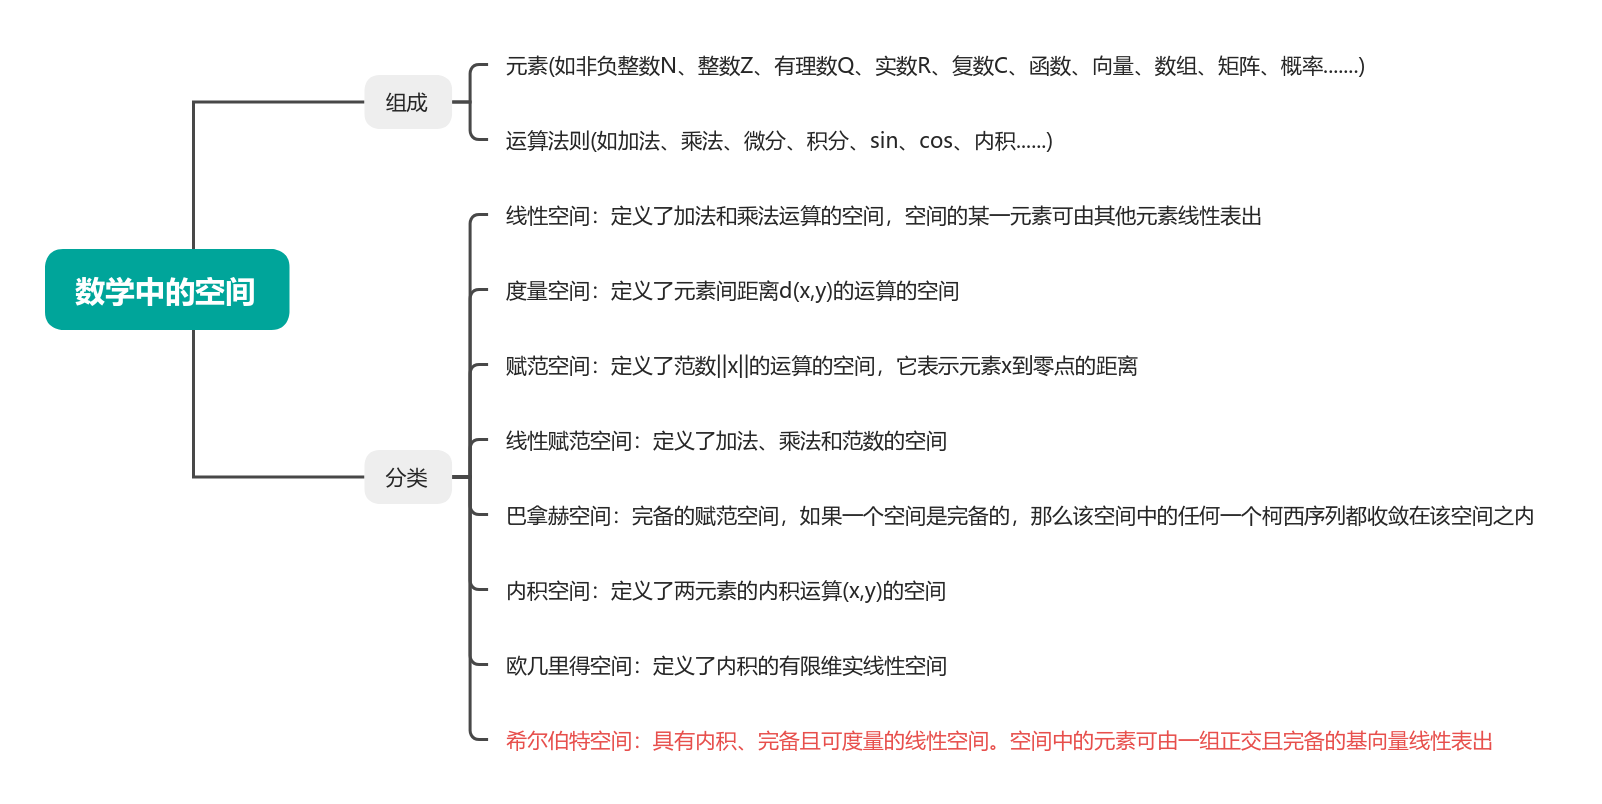 元素(如非负整数N、整数Z、有理数Q、实数R、复数C、函数、向量、数组、矩阵、概率.......)
组成
运算法则(如加法、乘法、微分、积分、sin、cos、内积......)
线性空间：定义了加法和乘法运算的空间，空间的某一元素可由其他元素线性表出
数学中的空间
度量空间：定义了元素间距离d(x,y)的运算的空间
赋范空间：定义了范数||x||的运算的空间，它表示元素x到零点的距离
线性赋范空间：定义了加法、乘法和范数的空间
分类
巴拿赫空间：完备的赋范空间，如果一个空间是完备的，那么该空间中的任何一个柯西序列都收敛在该空间之内
内积空间：定义了两元素的内积运算(x,y)的空间
欧几里得空间：定义了内积的有限维实线性空间
希尔伯特空间：具有内积、完备且可度量的线性空间。空间中的元素可由一组正交且完备的基向量线性表出